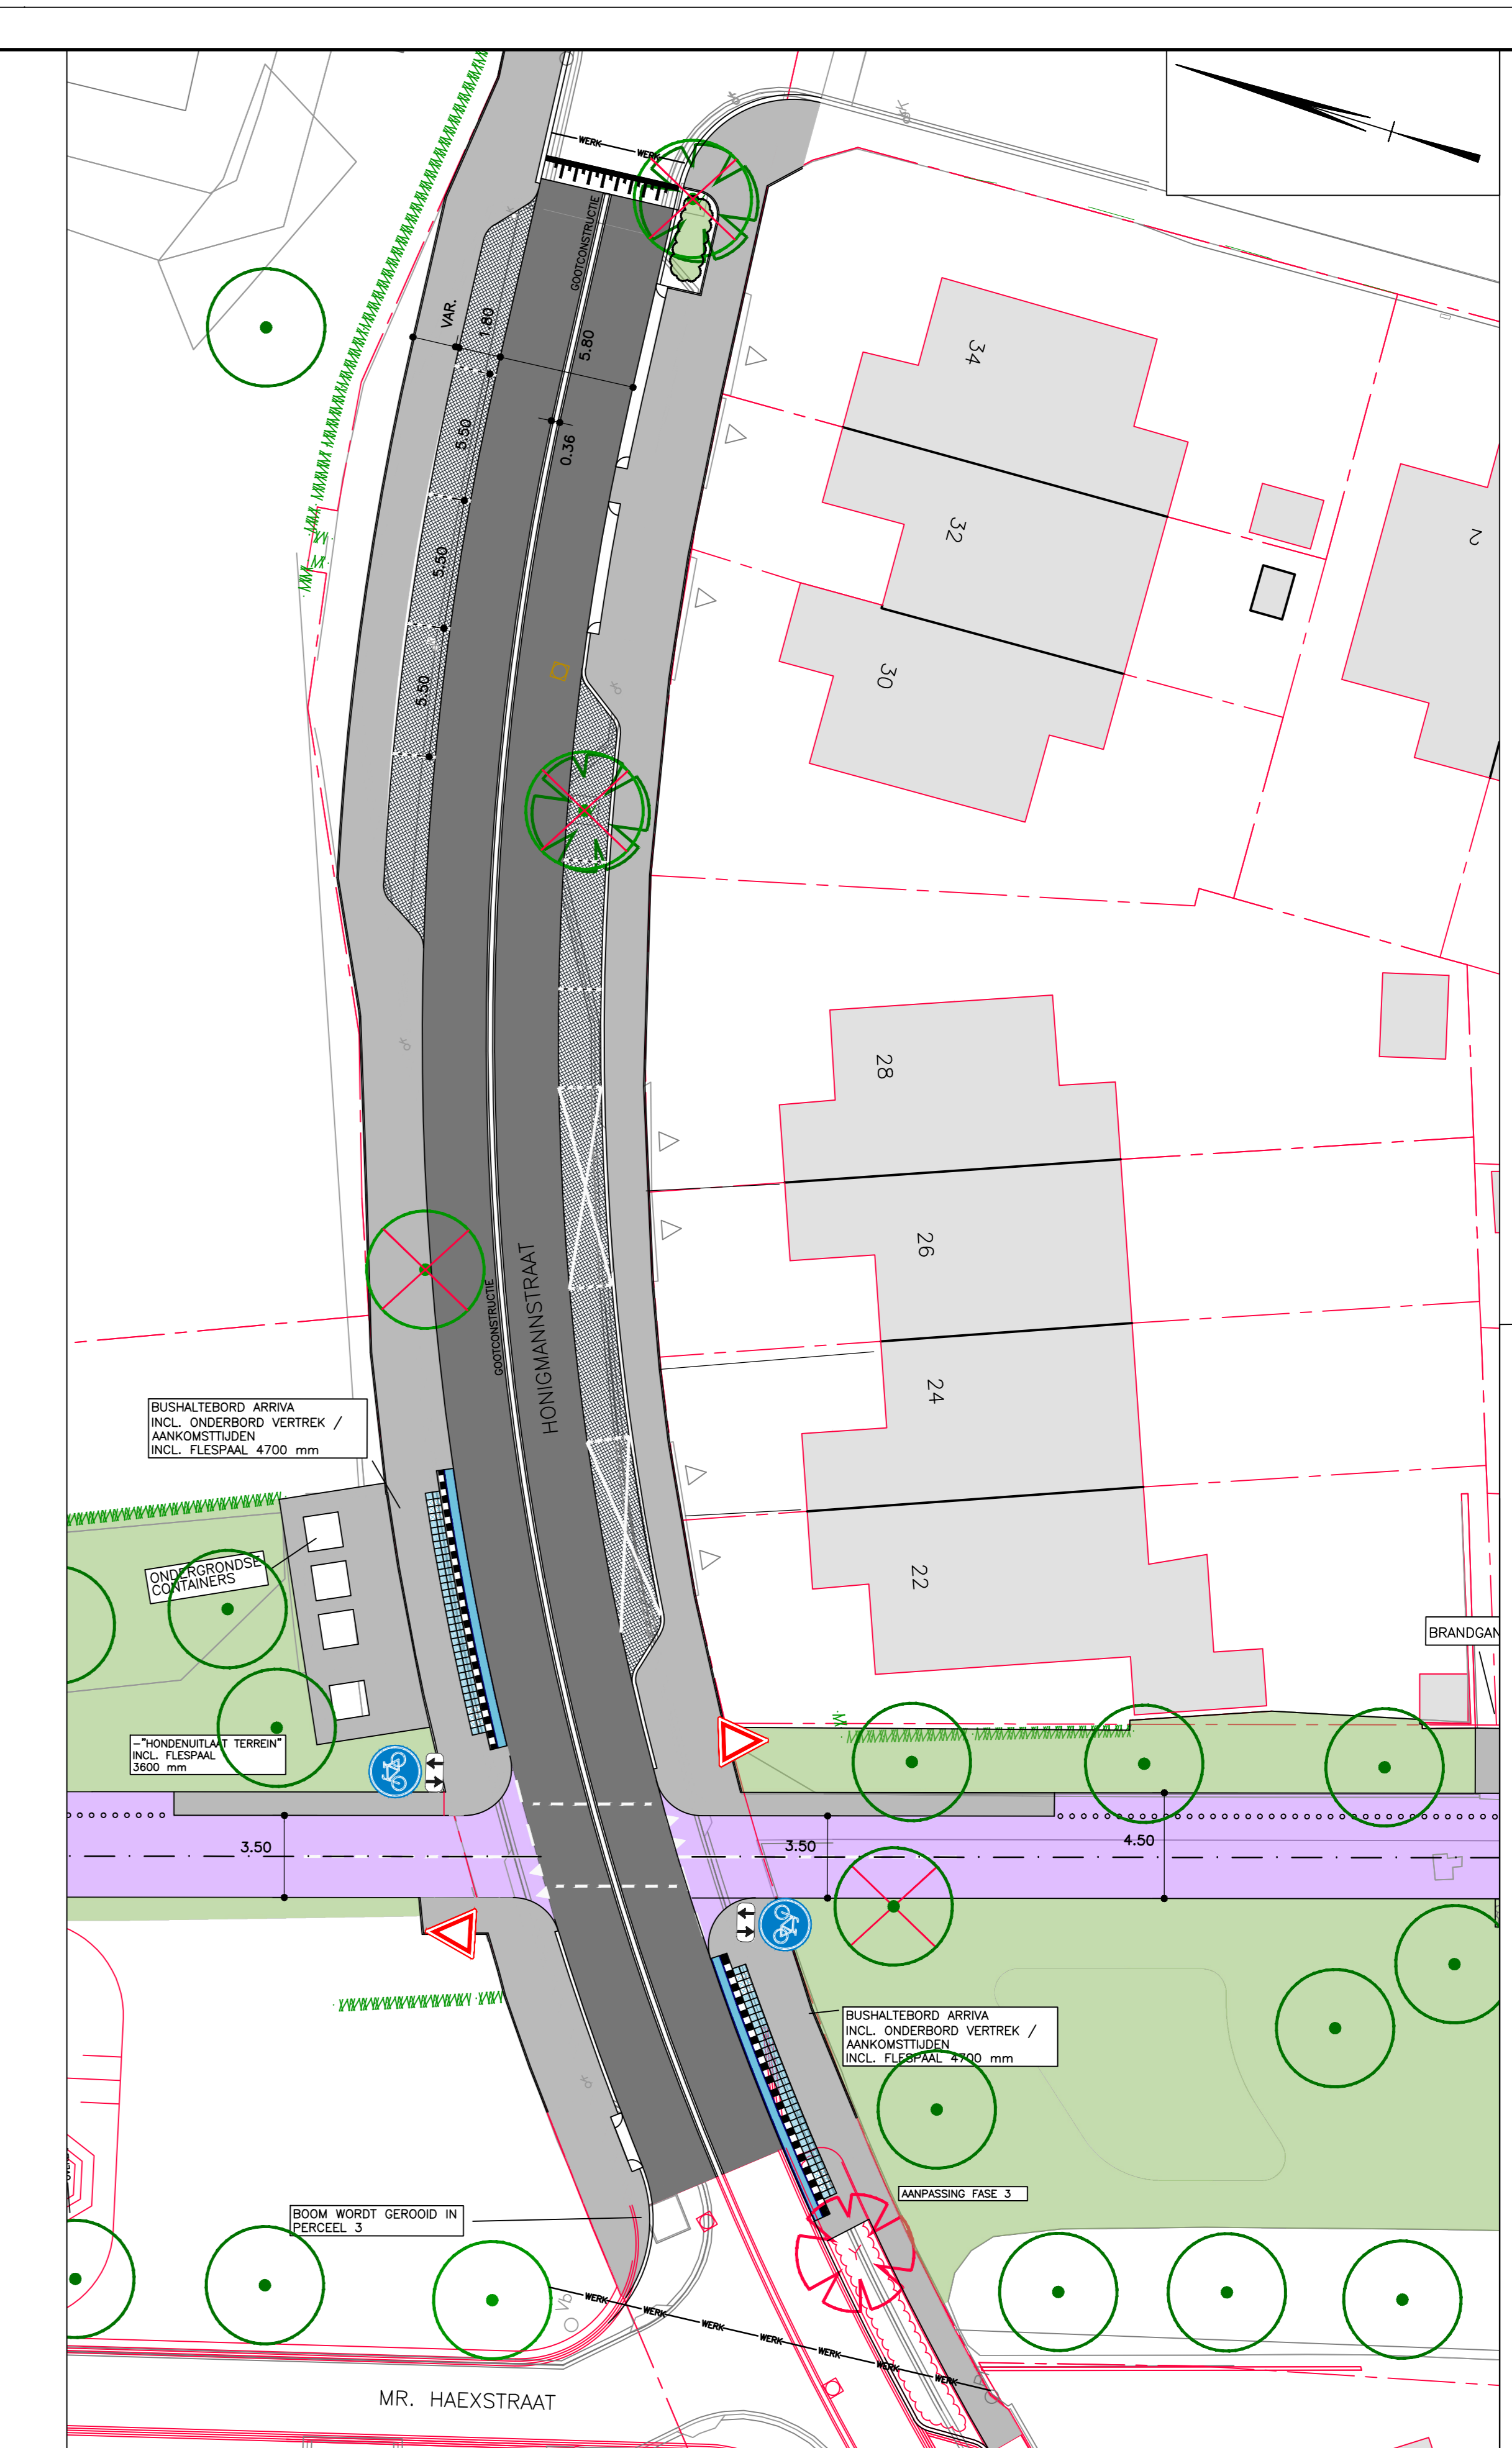 WERK
WERK
GOOTCONSTRUCTIE
VAR.
1.80
5.80
34
5.50
0.36
32
2
5.50
30
5.50
28
26
HONIGMANNSTRAAT
GOOTCONSTRUCTIE
24
BUSHALTEBORD ARRIVA
INCL. ONDERBORD VERTREK /
AANKOMSTTIJDEN
INCL. FLESPAAL 4700 mm
ONDERGRONDSE
CONTAINERS
22
BRANDGAN
-"HONDENUITLAAT TERREIN"
INCL. FLESPAAL
3600 mm
3.50
3.50
4.50
BUSHALTEBORD ARRIVA
INCL. ONDERBORD VERTREK /
AANKOMSTTIJDEN
INCL. FLESPAAL 4700 mm
AANPASSING FASE 3
BOOM WORDT GEROOID IN
PERCEEL 3
WERK
WERK
WERK
WERK
WERK
WERK
WERK
MR. HAEXSTRAAT